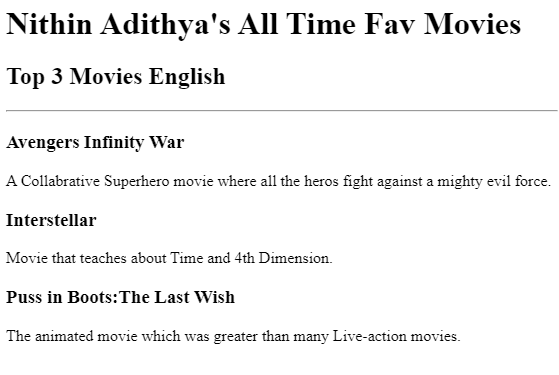 Nithin Adithya's All Time Fav Movies
Top 3 Movies English
Avengers Infinity War
A Collabrative Superhero movie where all the heros fight against a mighty evil force.
Interstellar
Movie that teaches about Time and 4th Dimension.
Puss in Boots:The Last Wish
The animated movie which was greater than many Live-action movies.